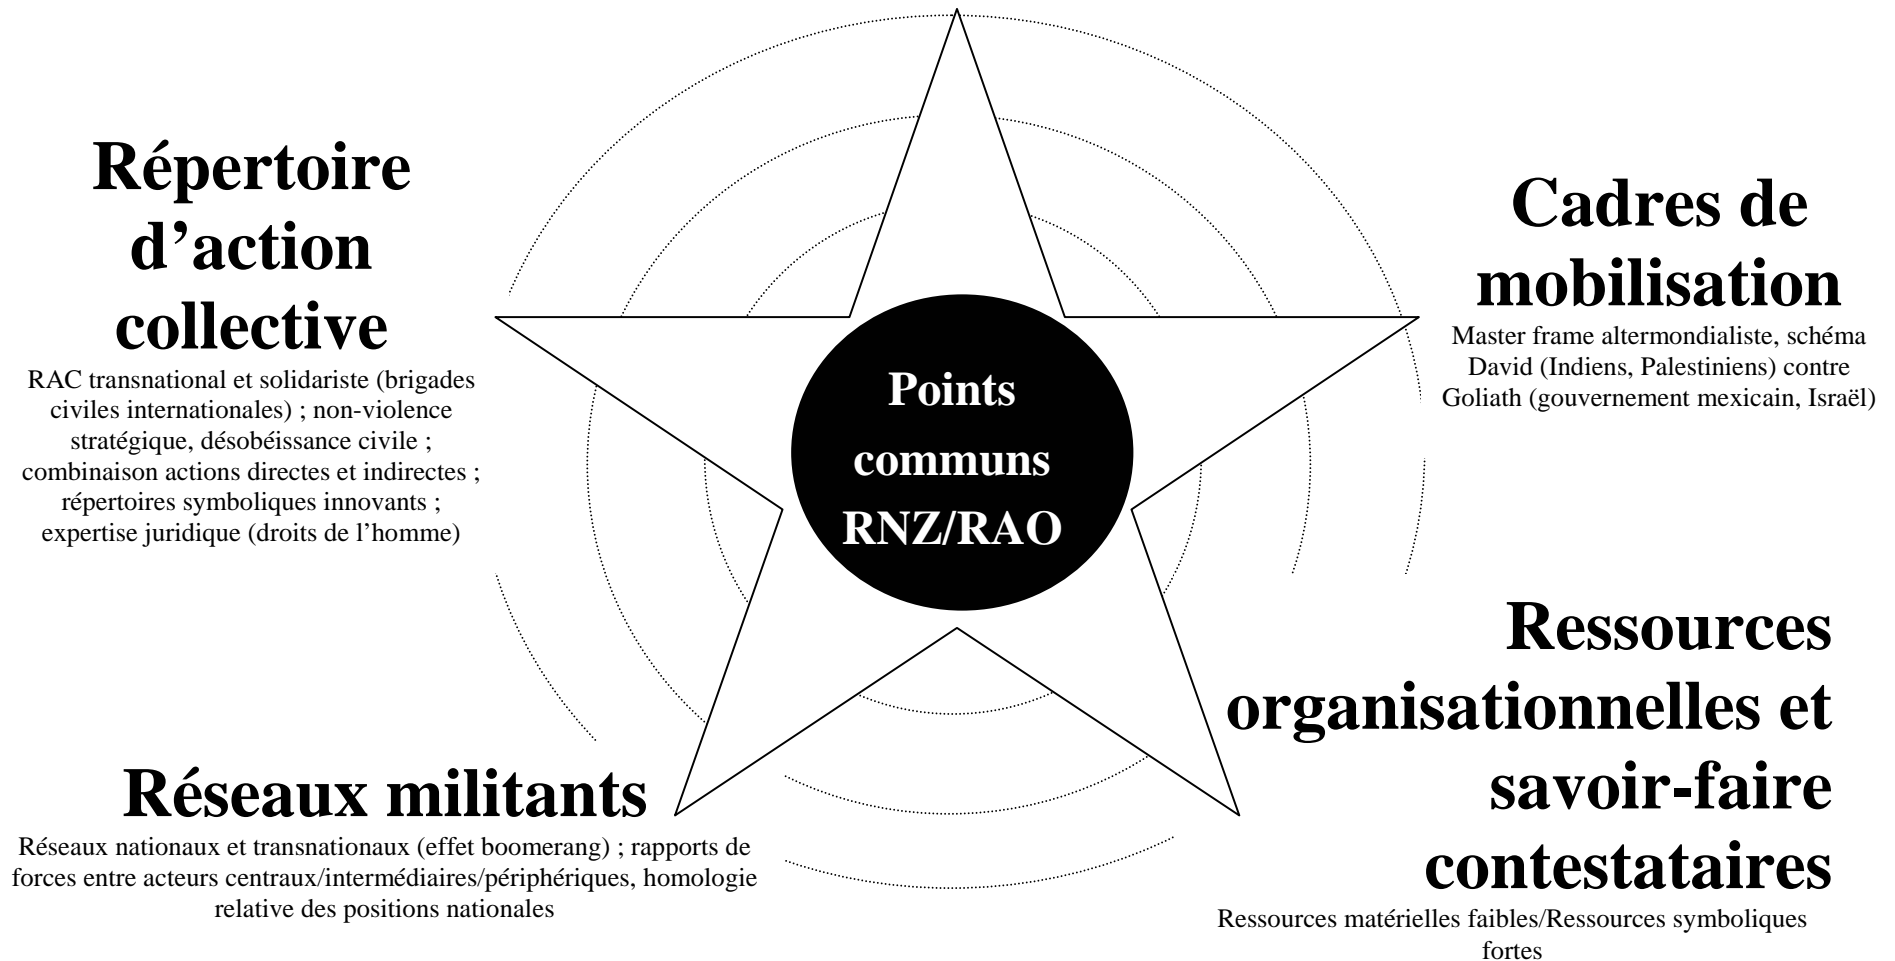 Répertoire
d’action
collective
RAC transnational et solidariste (brigades
civiles internationales) ; non-violence
stratégique, désobéissance civile ;
combinaison actions directes et indirectes ;
répertoires symboliques innovants ;
expertise juridique (droits de l’homme)
Cadres de
mobilisation
Master frame altermondialiste, schéma
David (Indiens, Palestiniens) contre
Goliath (gouvernement mexicain, Israël)
Points
communs
RNZ/RAO
Réseaux militants
Réseaux nationaux et transnationaux (effet boomerang) ; rapports de
forces entre acteurs centraux/intermédiaires/périphériques, homologie
relative des positions nationales
Ressources
organisationnelles et
savoir-faire
contestataires
Ressources matérielles faibles/Ressources symboliques
fortes